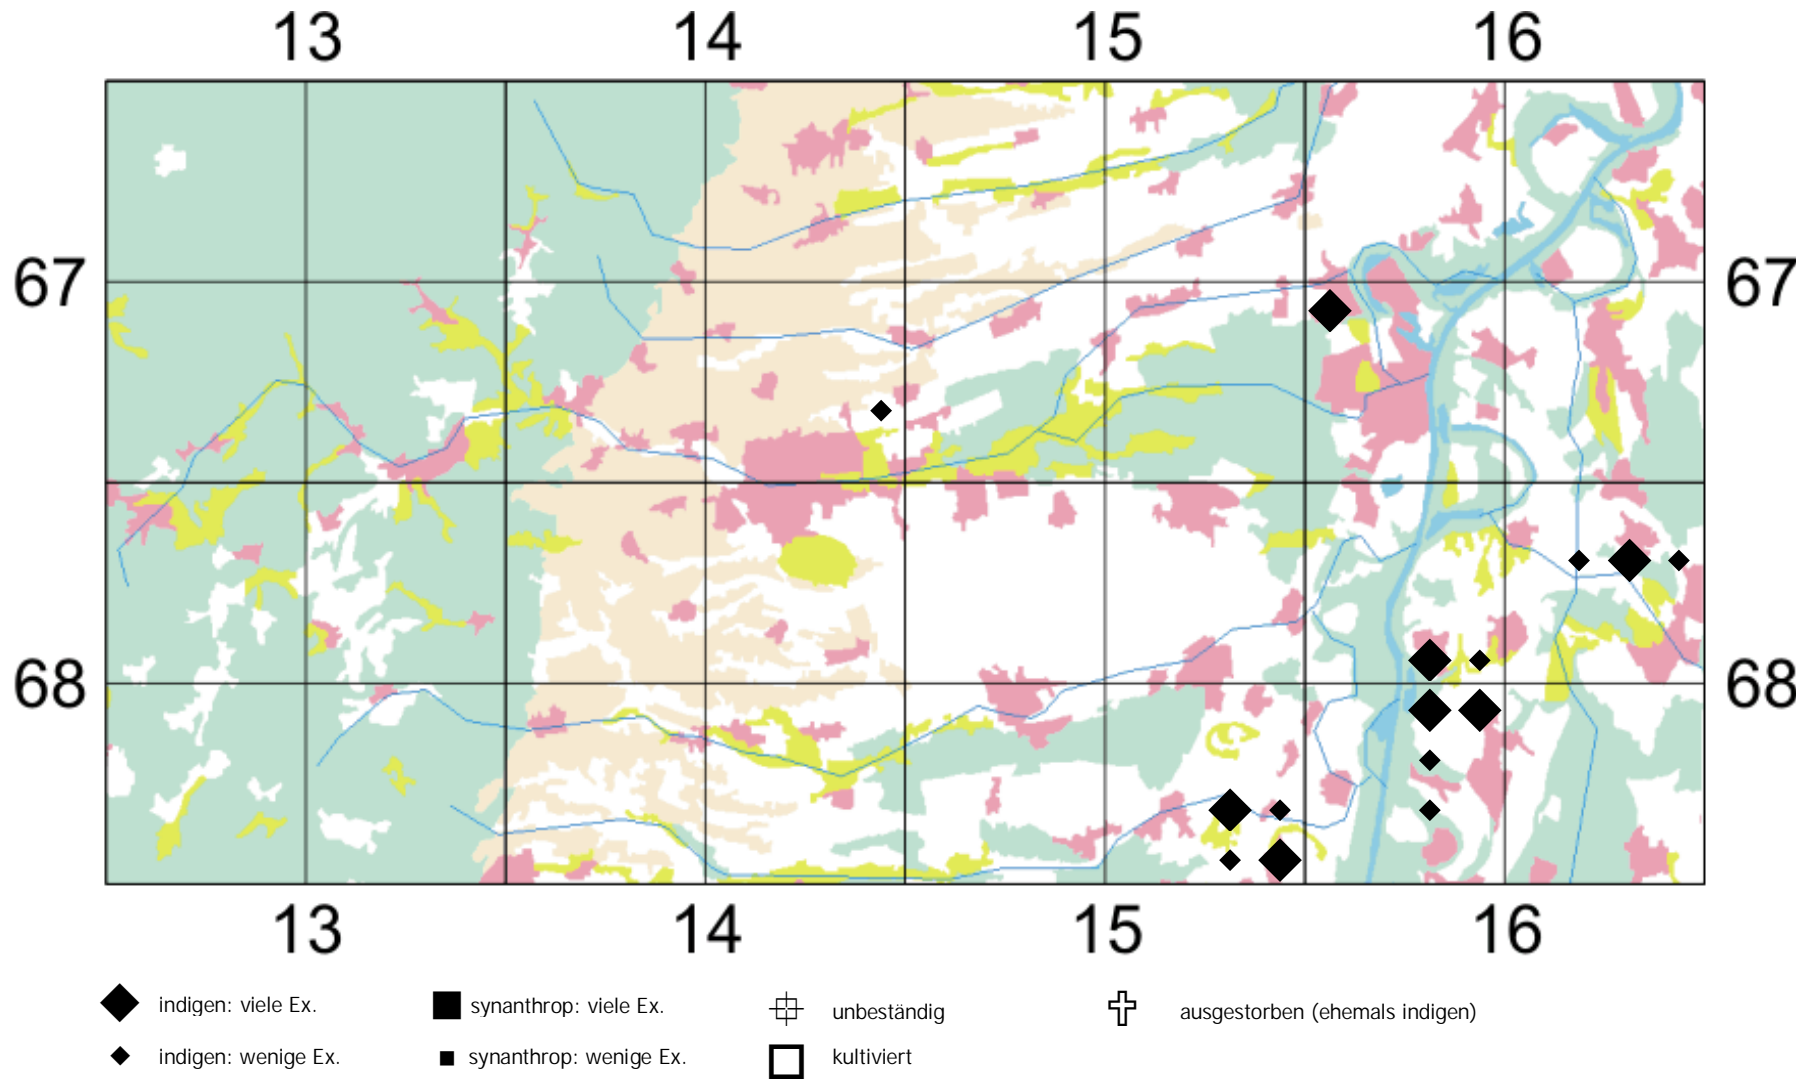 13 14 15 16
67 67
68 68
13 14 15 16
indigen: viele Ex. synanthrop: viele Ex. unbeständig ausgestorben (ehemals indigen)
indigen: wenige Ex. synanthrop: wenige Ex. kultiviert